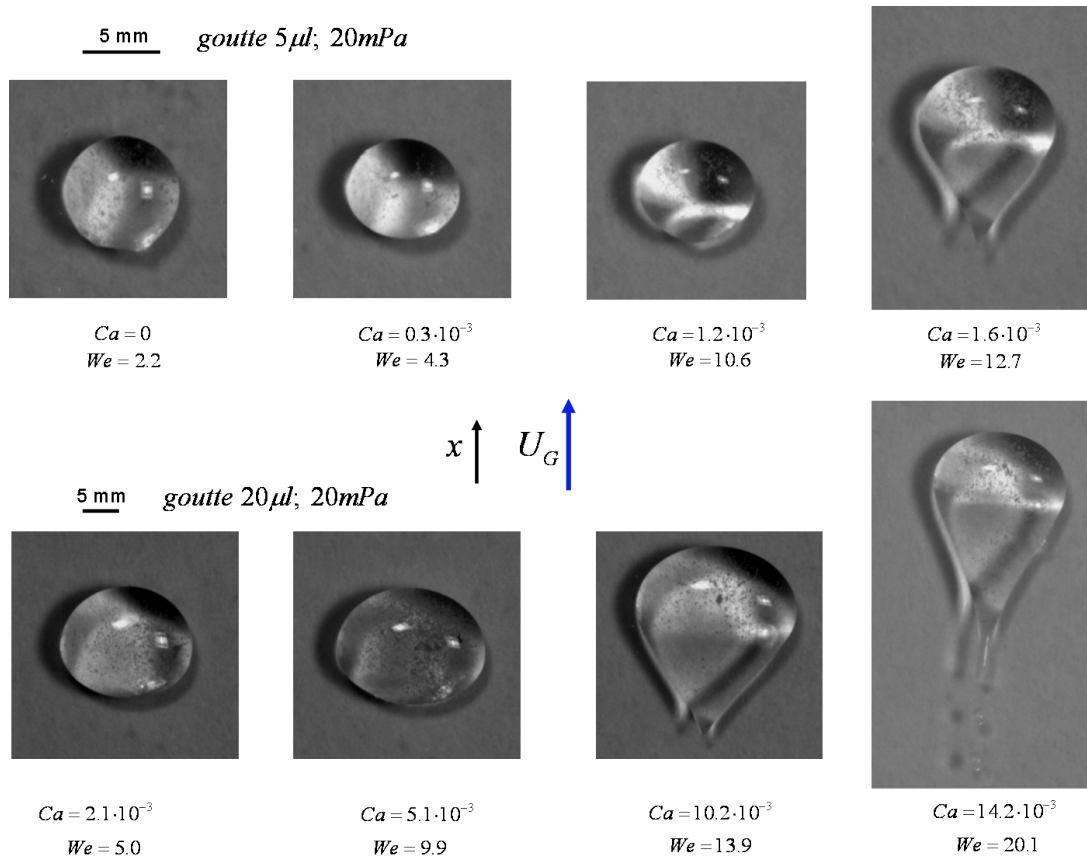 5 mm goutte 5μl; 20mPa
Ca = 0
We = 2.2
Ca = 0.3·10⁻³
We = 4.3
Ca = 1.2·10⁻³
We = 10.6
Ca = 1.6·10⁻³
We = 12.7
x U_G
5 mm goutte 20μl; 20mPa
Ca = 2.1·10⁻³
We = 5.0
Ca = 5.1·10⁻³
We = 9.9
Ca = 10.2·10⁻³
We = 13.9
Ca = 14.2·10⁻³
We = 20.1